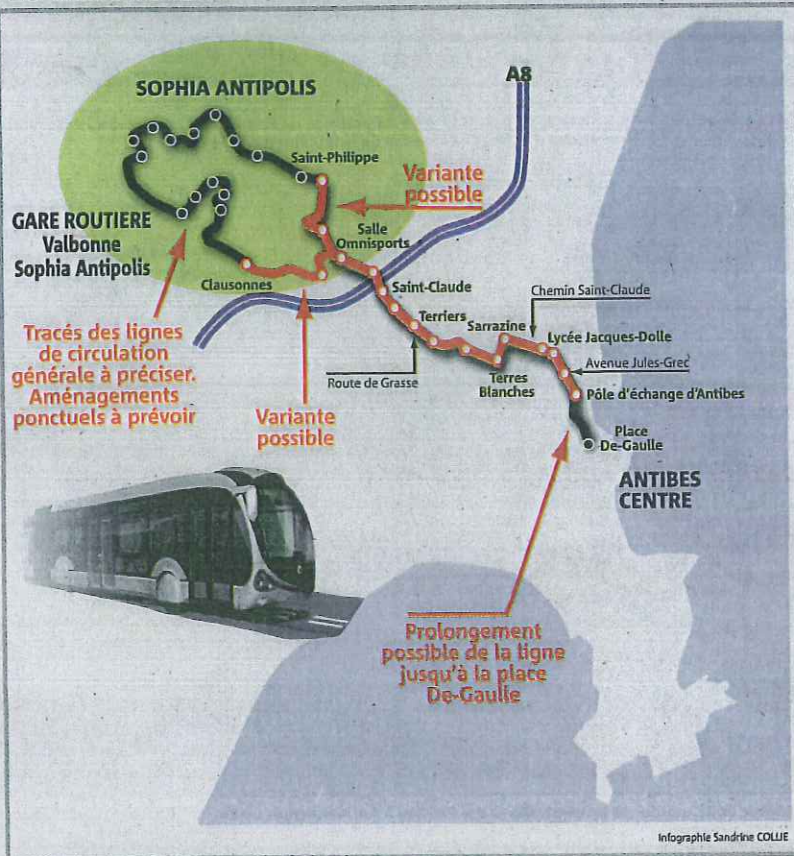 SOPHIA ANTIPOLIS
A8
Saint-Philippe
Variante
possible
GARE ROUTIERE
Valbonne
Sophia Antipolis
Salle
Omnisports
Clausonnes
Saint-Claude
Chemin Saint-Claude
Terriers
Sarrazine
Lycée Jacques-Dolle
Avenue Jules-Grec
Route de Grasse
Terres
Blanches
Pôle d'échange d'Antibes
Tracés des lignes
de circulation
générale à préciser.
Aménagements
ponctuels à prévoir
Variante
possible
Place
De-Gaulle
ANTIBES
CENTRE
Prolongement
possible de la ligne
jusqu'à la place
De-Gaulle
Infographie Sandrine COLLIE